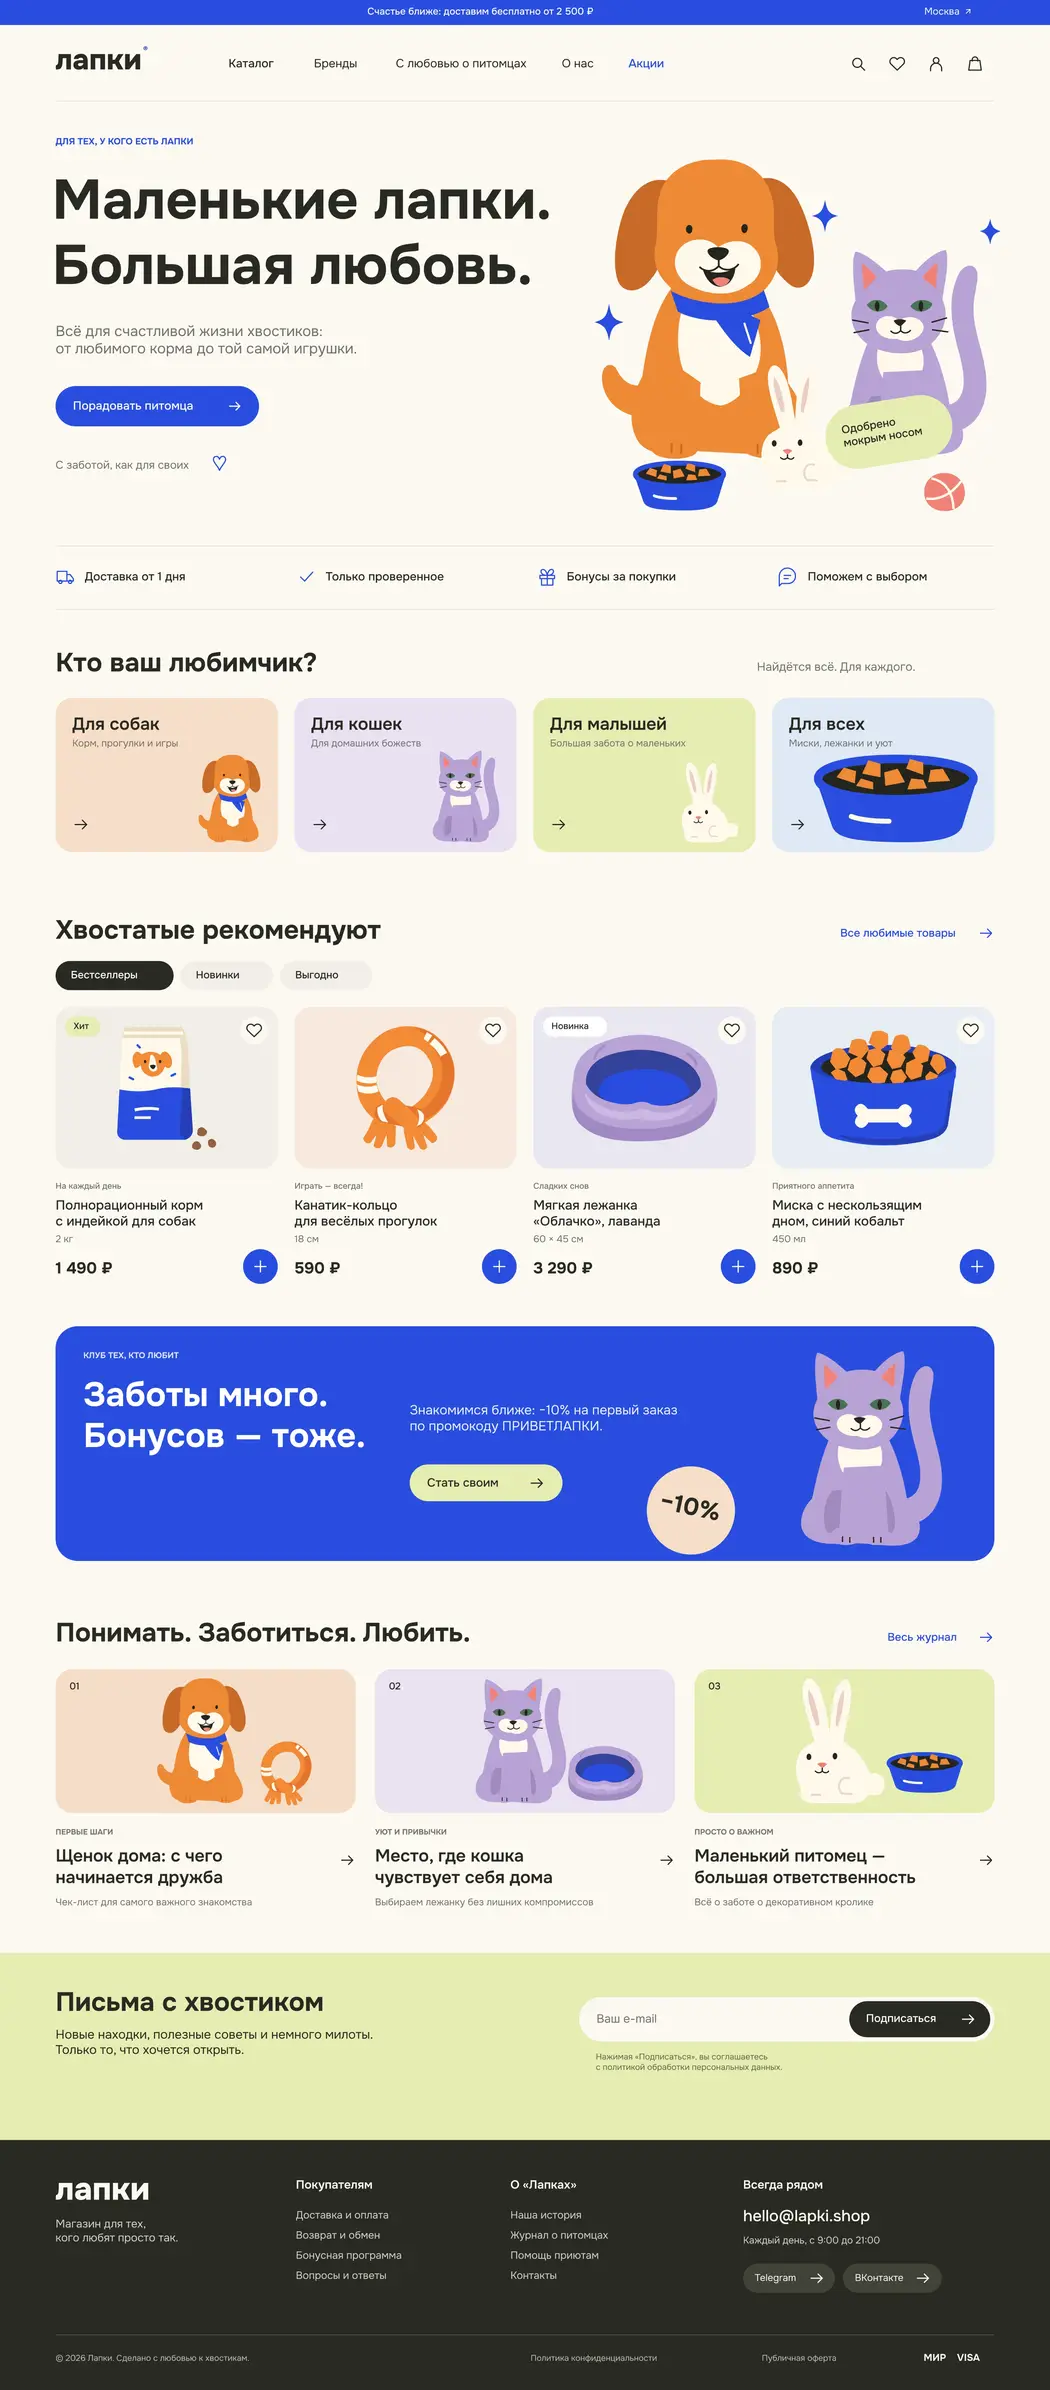 Счастье ближе: доставим бесплатно от 2 500 ₽
Москва ↗
лапки
Каталог
Бренды
С любовью о питомцах
О нас
Акции
ДЛЯ ТЕХ, У КОГО ЕСТЬ ЛАПКИ
Маленькие лапки.
Большая любовь.
Всё для счастливой жизни хвостиков:
от любимого корма до той самой игрушки.
Порадовать питомца →
С заботой, как для своих
Одобрено
мокрым носом
Доставка от 1 дня
Только проверенное
Бонусы за покупки
Поможем с выбором
Кто ваш любимчик?
Найдётся всё. Для каждого.
Для собак
Корм, прогулки и игры
Для кошек
Для домашних божеств
Для малышей
Большая забота о маленьких
Для всех
Миски, лежанки и уют
Хвостатые рекомендуют
Все любимые товары →
Бестселлеры
Новинки
Выгодно
Хит
Новинка
На каждый день
Полнорационный корм
с индейкой для собак
2 кг
1 490 ₽
Играть — всегда!
Канатик-кольцо
для весёлых прогулок
18 см
590 ₽
Сладких снов
Мягкая лежанка
«Облачко», лаванда
60 × 45 см
3 290 ₽
Приятного аппетита
Миска с нескользящим
дном, синий кобальт
450 мл
890 ₽
КЛУБ ТЕХ, КТО ЛЮБИТ
Заботы много.
Бонусов — тоже.
Знакомимся ближе: −10% на первый заказ
по промокоду ПРИВЕТЛАПКИ.
Стать своим →
−10%
Понимать. Заботиться. Любить.
Весь журнал →
01
02
03
ПЕРВЫЕ ШАГИ
Щенок дома: с чего
начинается дружба
Чек-лист для самого важного знакомства
УЮТ И ПРИВЫЧКИ
Место, где кошка
чувствует себя дома
Выбираем лежанку без лишних компромиссов
ПРОСТО О ВАЖНОМ
Маленький питомец —
большая ответственность
Всё о заботе о декоративном кролике
Письма с хвостиком
Новые находки, полезные советы и немного милоты.
Только то, что хочется открыть.
Ваш e-mail
Подписаться →
Нажимая «Подписаться», вы соглашаетесь
с политикой обработки персональных данных.
лапки
Магазин для тех,
кого любят просто так.
Покупателям
Доставка и оплата
Возврат и обмен
Бонусная программа
Вопросы и ответы
О «Лапках»
Наша история
Журнал о питомцах
Помощь приютам
Контакты
Всегда рядом
hello@lapki.shop
Каждый день, с 9:00 до 21:00
Telegram →
ВКонтакте →
© 2026 Лапки. Сделано с любовью к хвостикам.
Политика конфиденциальности
Публичная оферта
МИР
VISA